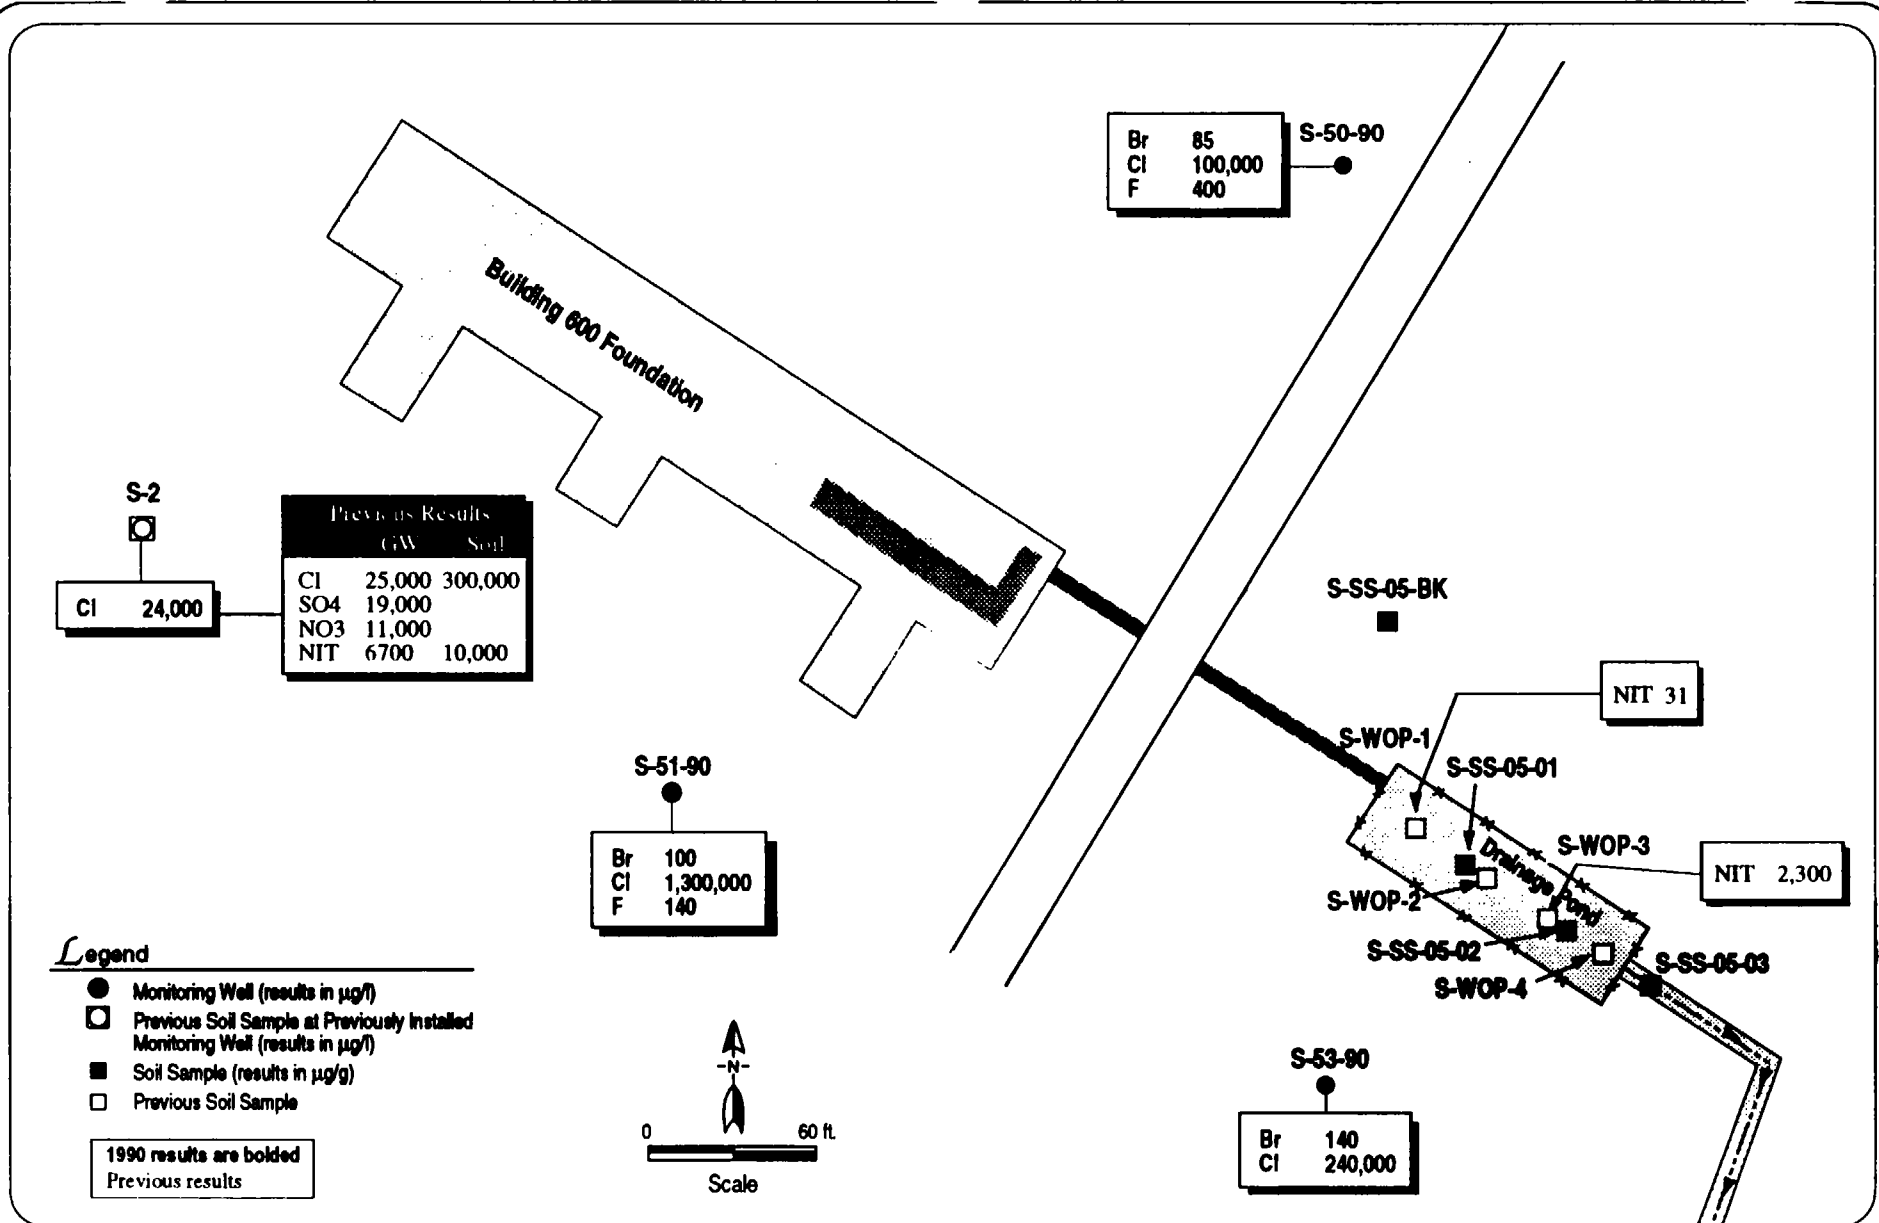 Br 85
Cl 100,000
F 400
S-50-90
Building 600 Foundation
S-2
Cl 24,000
Previous Results
GW Soil
Cl 25,000 300,000
SO4 19,000
NO3 11,000
NIT 6700 10,000
S-SS-05-BK
NIT 31
S-WOP-1
S-SS-05-01
S-51-90
Br 100
Cl 1,300,000
F 140
Drainage Pond
S-WOP-3
NIT 2,300
S-WOP-2
S-SS-05-02
S-WOP-4
S-SS-05-03
Legend
Monitoring Well (results in µg/l)
Previous Soil Sample at Previously Installed
Monitoring Well (results in µg/l)
Soil Sample (results in µg/g)
Previous Soil Sample
1990 results are bolded
Previous results
-N-
0 60 ft.
Scale
S-53-90
Br 140
Cl 240,000